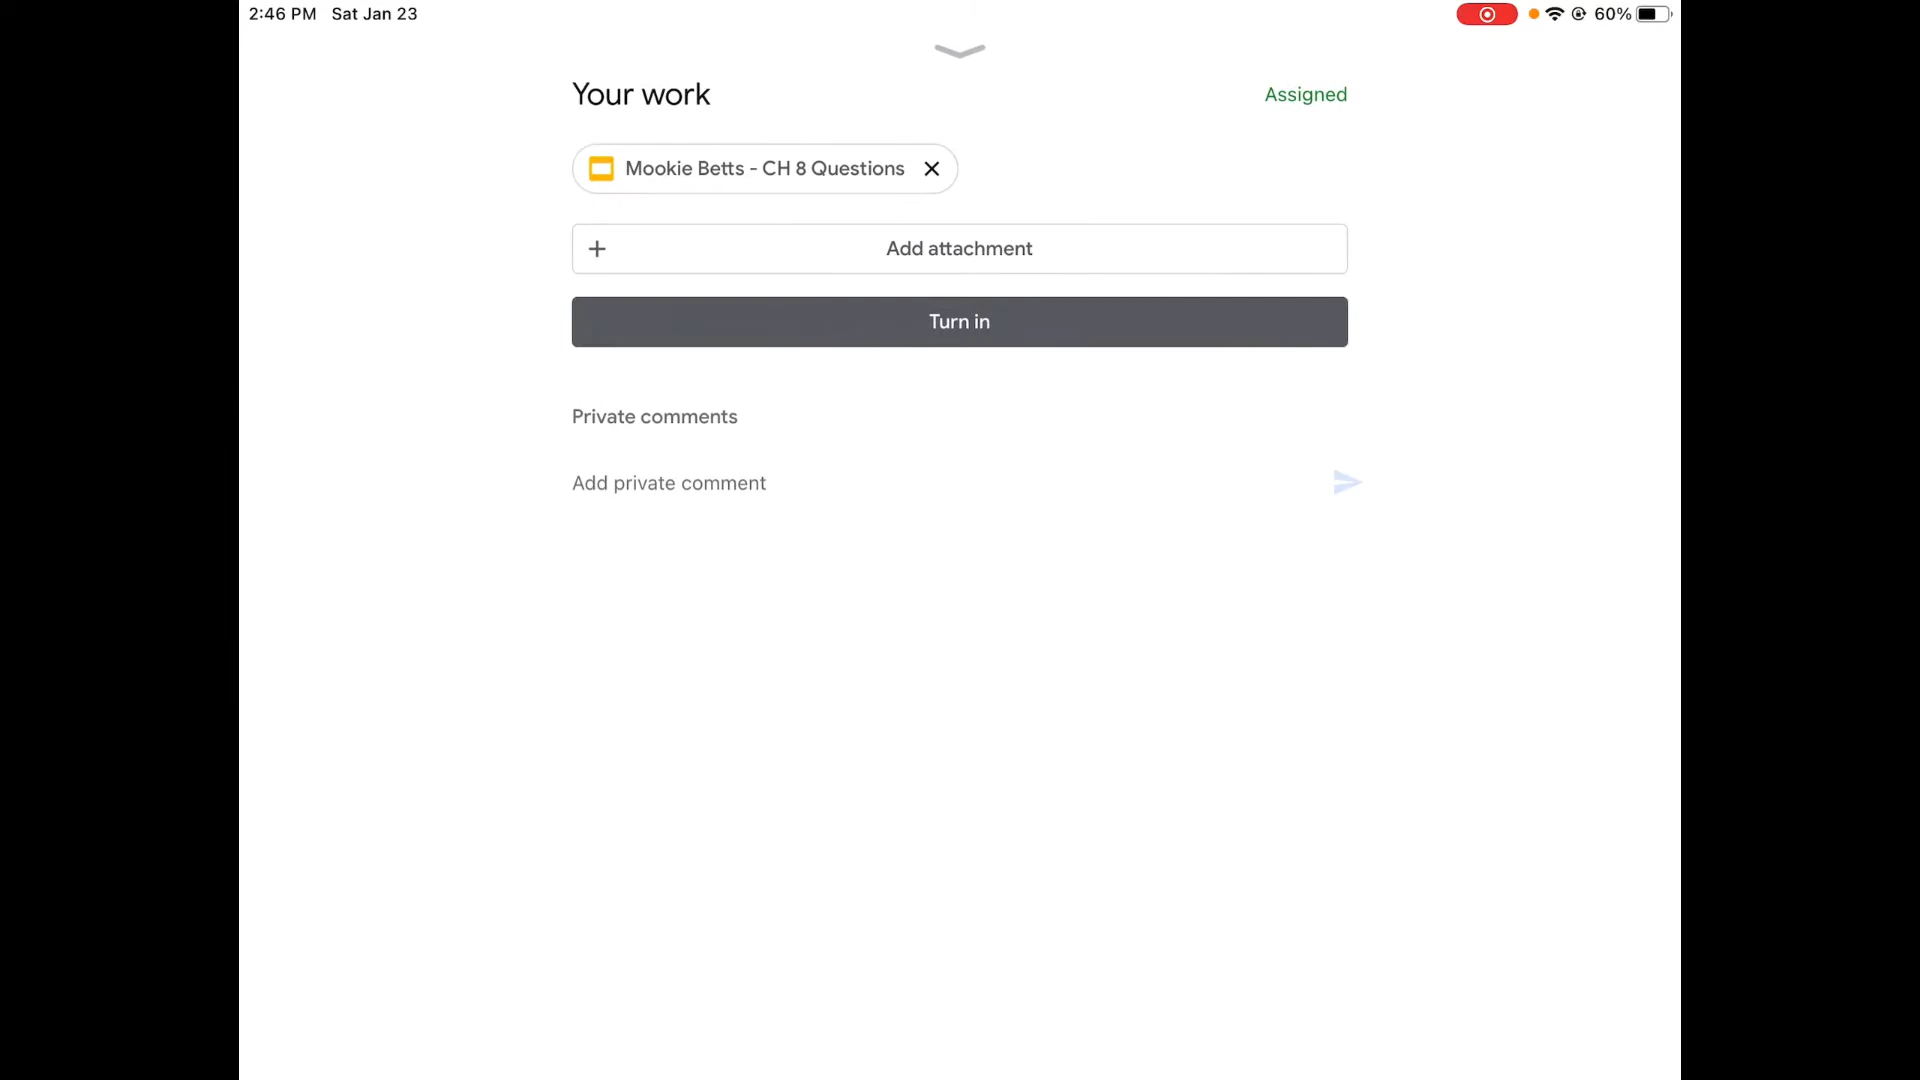 2:46 PM Sat Jan 23
60%
Your work
Assigned
Mookie Betts - CH 8 Questions
Add attachment
Turn in
Private comments
Add private comment